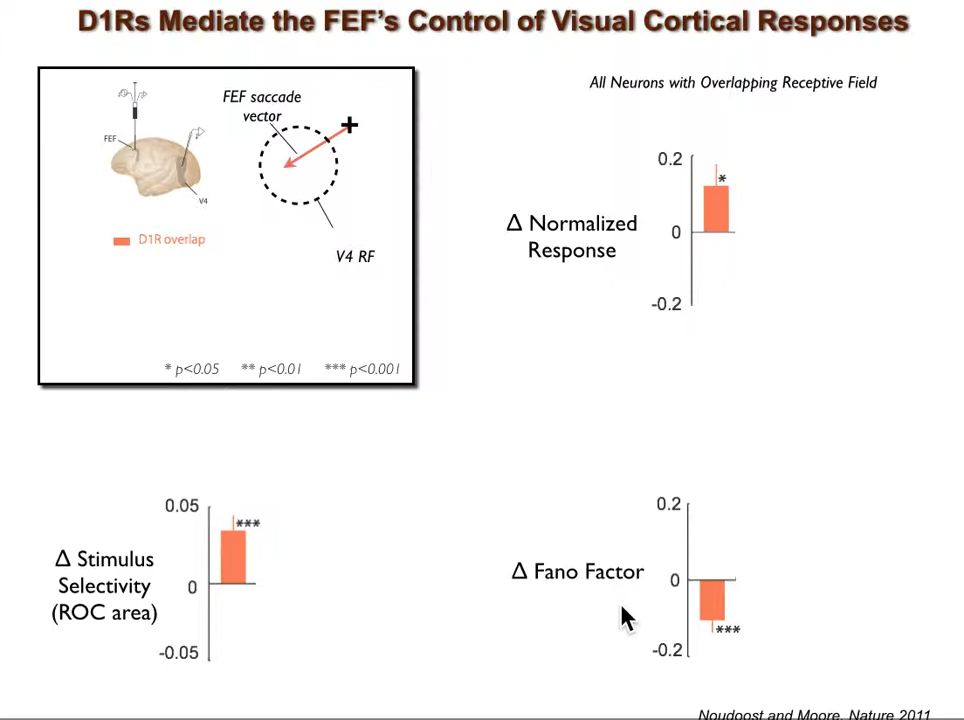 D1Rs Mediate the FEF's Control of Visual Cortical Responses
All Neurons with Overlapping Receptive Field
FEF saccade
vector
FEF
V4
D1R overlap
V4 RF
* p<0.05 ** p<0.01 *** p<0.001
0.2
*
Δ Normalized
Response
0
-0.2
0.05
***
Δ Stimulus
Selectivity
(ROC area)
0
-0.05
0.2
Δ Fano Factor
0
***
-0.2
Noudoost and Moore, Nature 2011